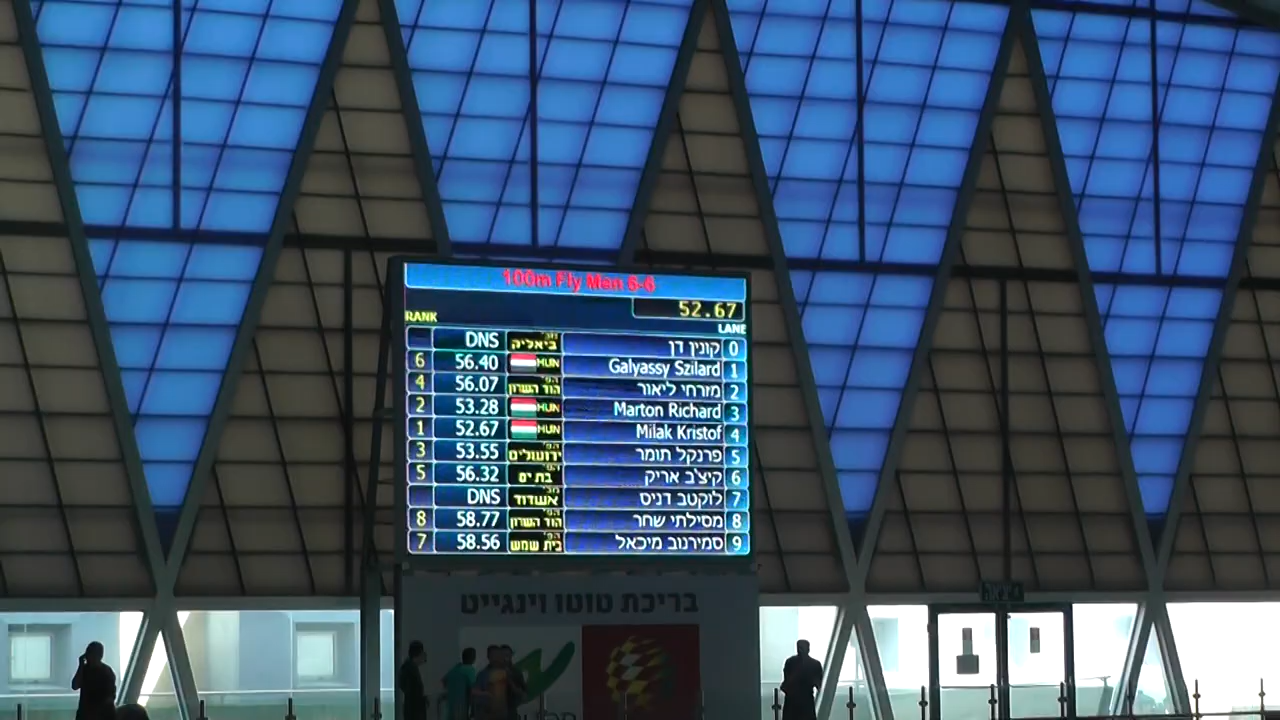 100m Fly Men S-6
52.67
RANK LANE
DNS ביאליק קונין דן 0
6 56.40 HUN Galyassy Szilard 1
4 56.07 הוד השרון מזרחי ליאור 2
2 53.28 HUN Marton Richard 3
1 52.67 HUN Milak Kristof 4
3 53.55 ירושלים פרנקל תומר 5
5 56.32 בת ים קיצ'ב אריק 6
DNS אשדוד לוקטב דניס 7
8 58.77 הוד השרון מסילתי שחר 8
7 58.56 בית שמש סמירנוב מיכאל 9
בריכת טוטו וינגייט